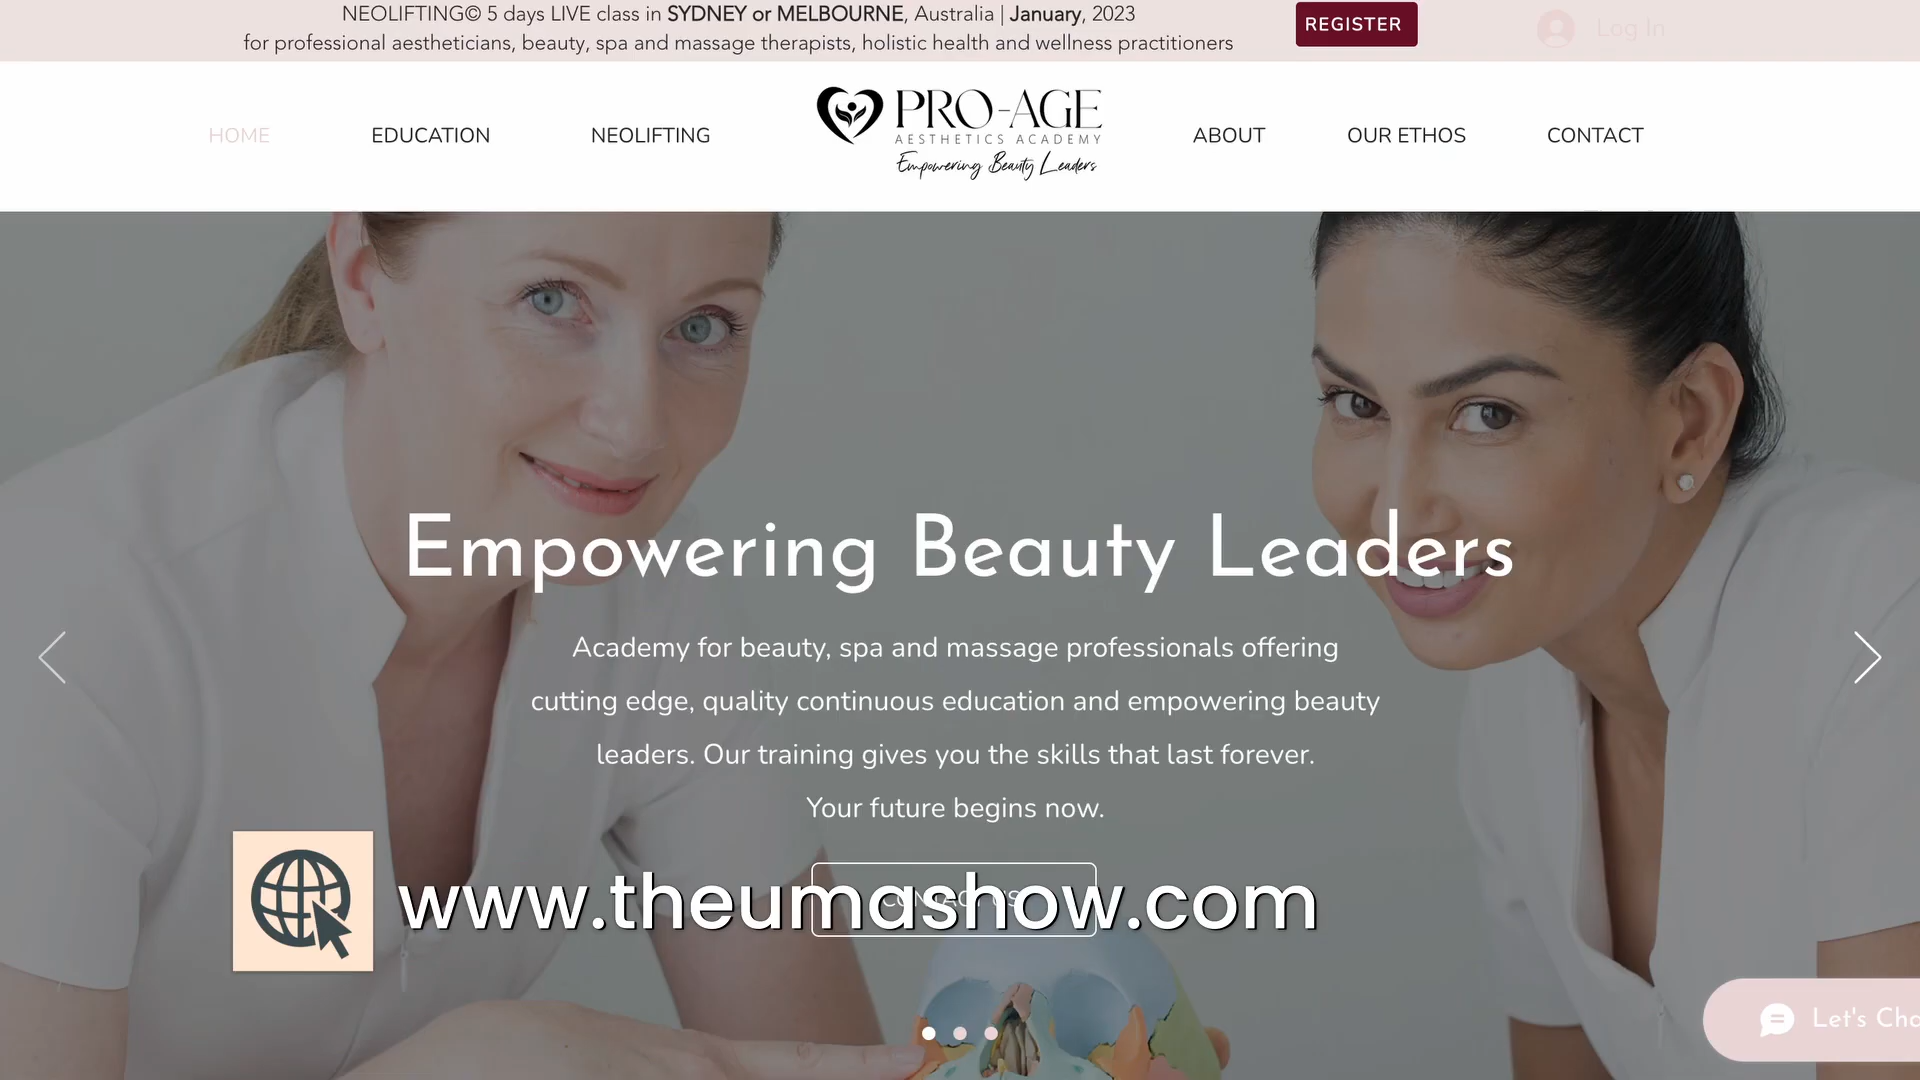 NEOLIFTING© 5 days LIVE class in SYDNEY or MELBOURNE, Australia | January, 2023
for professional aestheticians, beauty, spa and massage therapists, holistic health and wellness practitioners
REGISTER
Log In
HOME
EDUCATION
NEOLIFTING
PRO-AGE
AESTHETICS ACADEMY
Empowering Beauty Leaders
ABOUT
OUR ETHOS
CONTACT
Empowering Beauty Leaders
Academy for beauty, spa and massage professionals offering
cutting edge, quality continuous education and empowering beauty
leaders. Our training gives you the skills that last forever.
Your future begins now.
CONTACT US
www.theumashow.com
Let's Cha